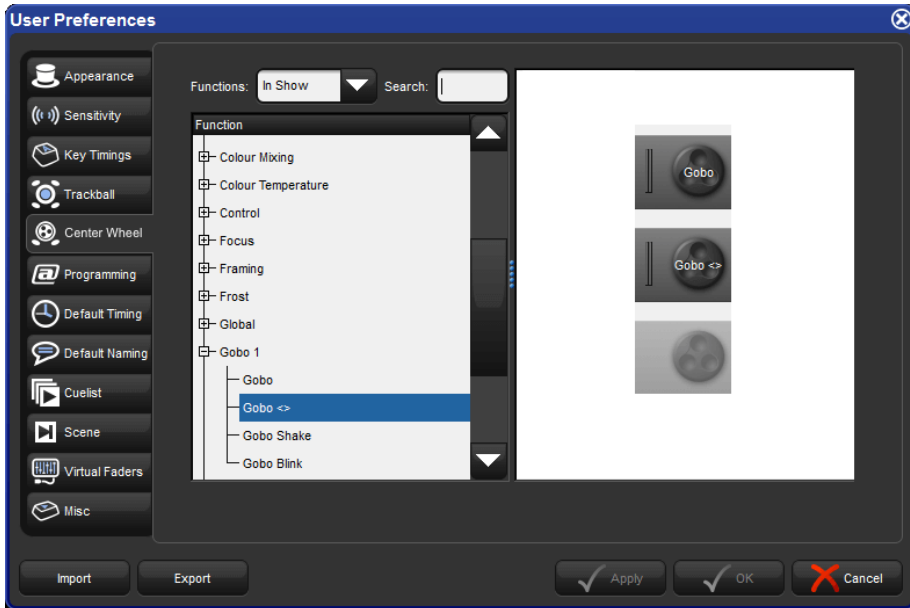 User Preferences
Appearance
Sensitivity
Key Timings
Trackball
Center Wheel
Programming
Default Timing
Default Naming
Cuelist
Scene
Virtual Faders
Misc
Functions: In Show Search:
Function
Colour Mixing
Colour Temperature
Control
Focus
Framing
Frost
Global
Gobo 1
Gobo
Gobo <>
Gobo Shake
Gobo Blink
Gobo
Gobo <>
Import
Export
Apply
OK
Cancel